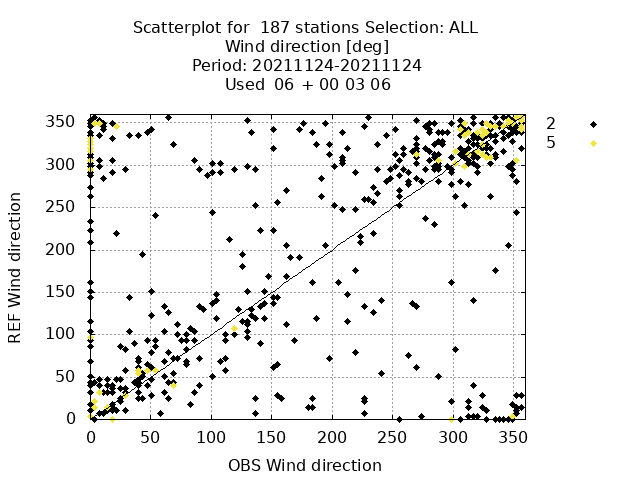 Scatterplot for  187 stations Selection: ALL
Wind direction [deg]
Period: 20211124-20211124
Used  06 + 00 03 06
2
5
REF Wind direction
350
300
250
200
150
100
50
0
0 50 100 150 200 250 300 350
OBS Wind direction